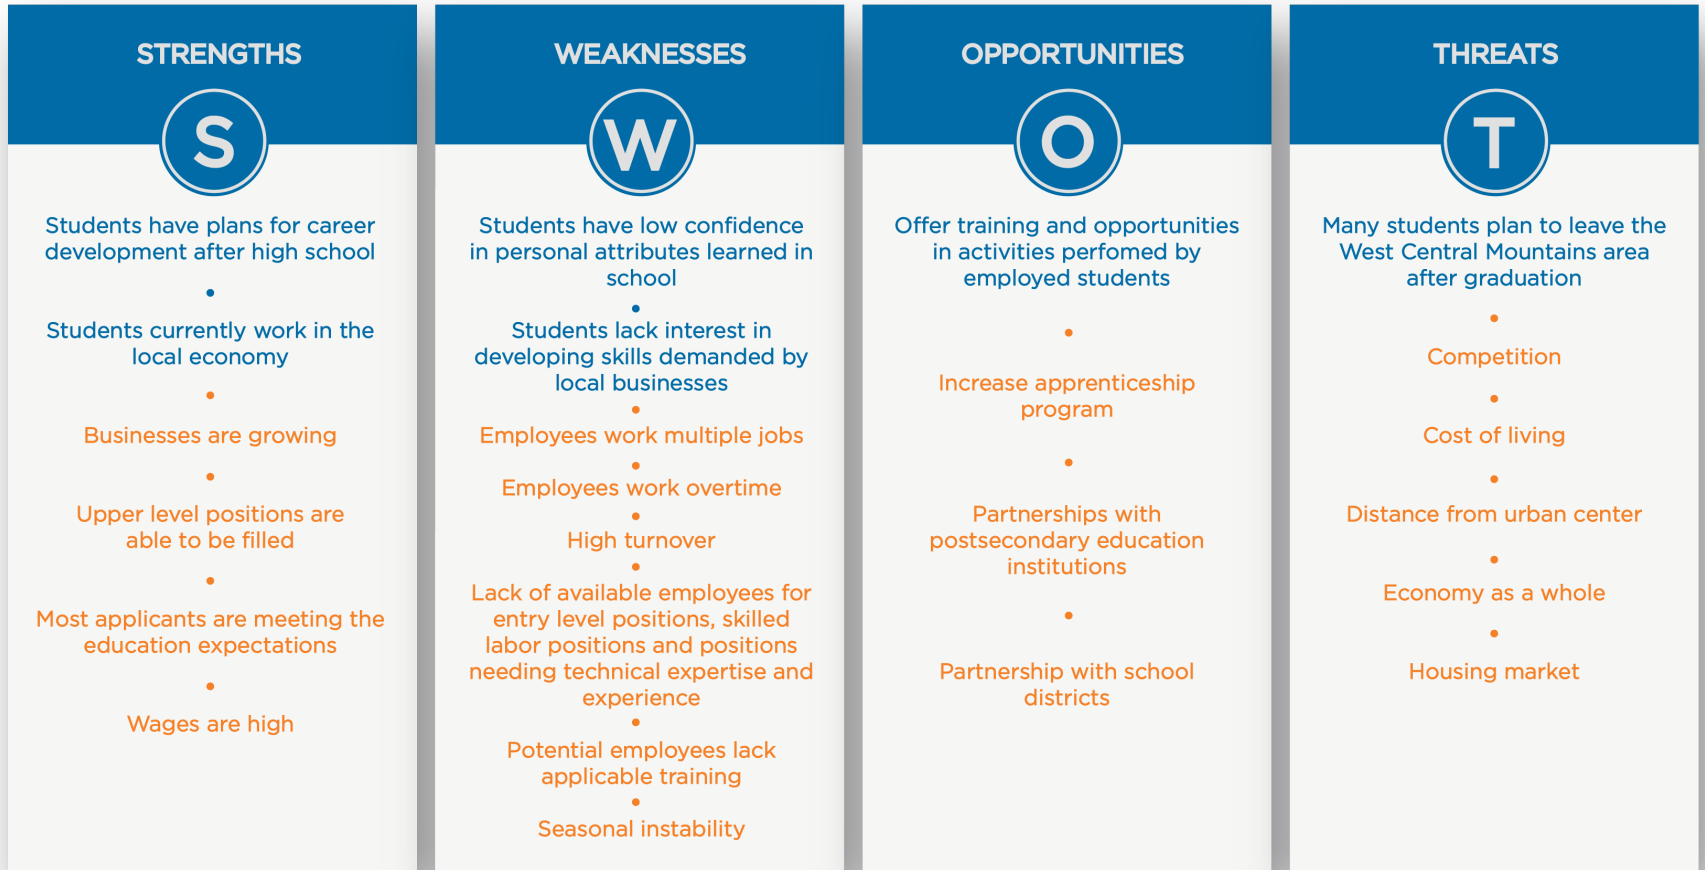 STRENGTHS
S
Students have plans for career
development after high school
•
Students currently work in the
local economy
•
Businesses are growing
•
Upper level positions are
able to be filled
•
Most applicants are meeting the
education expectations
•
Wages are high
WEAKNESSES
W
Students have low confidence
in personal attributes learned in
school
•
Students lack interest in
developing skills demanded by
local businesses
•
Employees work multiple jobs
•
Employees work overtime
•
High turnover
•
Lack of available employees for
entry level positions, skilled
labor positions and positions
needing technical expertise and
experience
•
Potential employees lack
applicable training
•
Seasonal instability
OPPORTUNITIES
O
Offer training and opportunities
in activities perfomed by
employed students
•
Increase apprenticeship
program
•
Partnerships with
postsecondary education
institutions
•
Partnership with school
districts
THREATS
T
Many students plan to leave the
West Central Mountains area
after graduation
•
Competition
•
Cost of living
•
Distance from urban center
•
Economy as a whole
•
Housing market